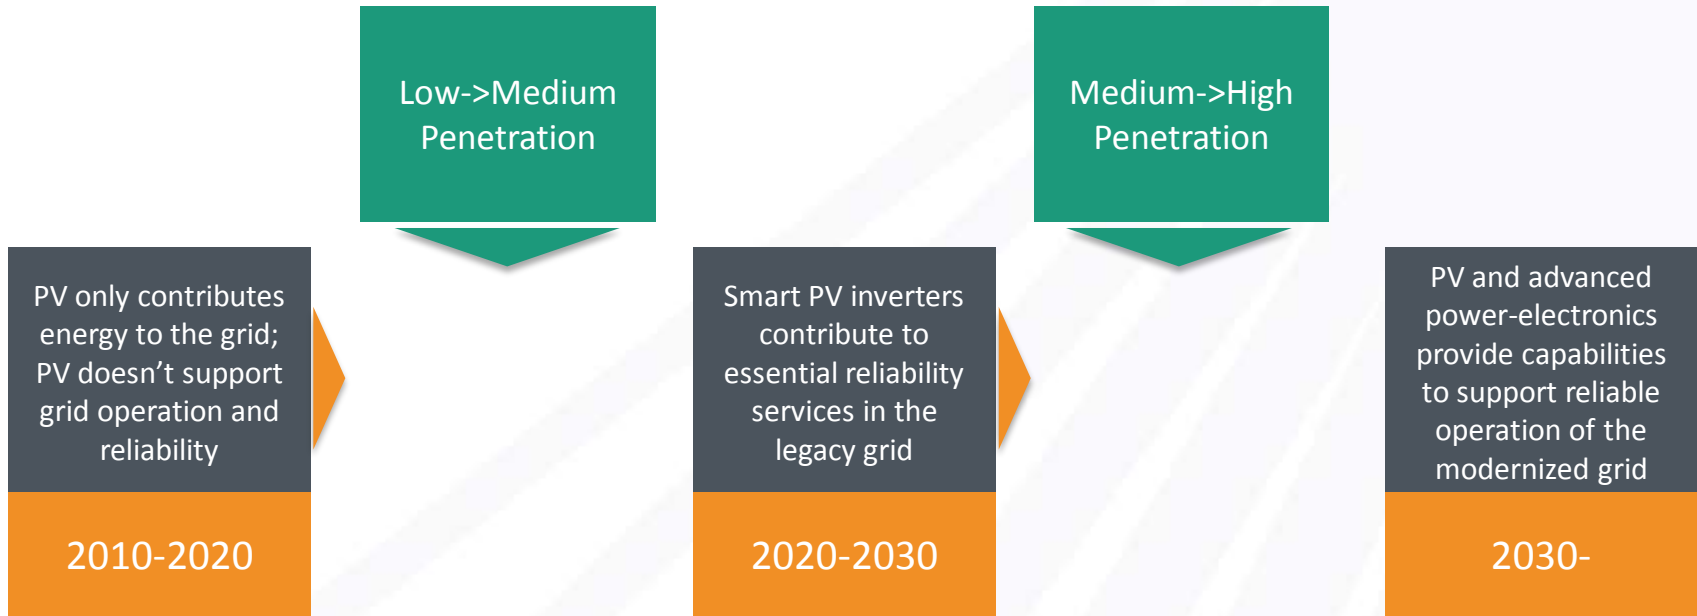 Low->Medium
Penetration
Medium->High
Penetration
PV only contributes
energy to the grid;
PV doesn’t support
grid operation and
reliability
2010-2020
Smart PV inverters
contribute to
essential reliability
services in the
legacy grid
2020-2030
PV and advanced
power-electronics
provide capabilities
to support reliable
operation of the
modernized grid
2030-